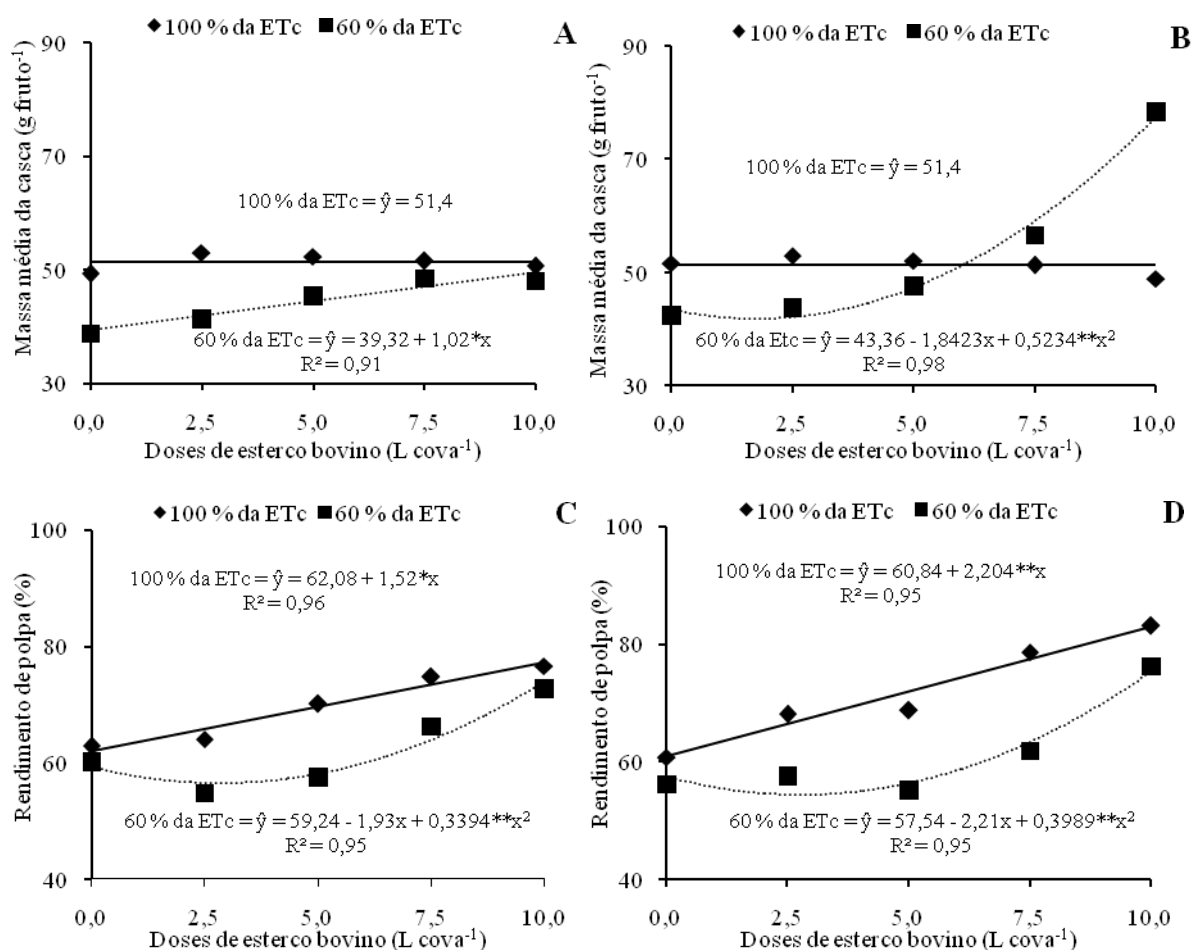 100 % da ETc 60 % da ETc
A
Massa média da casca (g fruto⁻¹)
90
70
50
30
100 % da ETc = ŷ = 51,4
60 % da ETc = ŷ = 39,32 + 1,02*x
R² = 0,91
0,0 2,5 5,0 7,5 10,0
Doses de esterco bovino (L cova⁻¹)
100 % da ETc 60 % da ETc
B
Massa média da casca (g fruto⁻¹)
90
70
50
30
100 % da ETc = ŷ = 51,4
60 % da Etc = ŷ = 43,36 - 1,8423x + 0,5234**x²
R² = 0,98
0,0 2,5 5,0 7,5 10,0
Doses de esterco bovino (L cova⁻¹)
100 % da ETc 60 % da ETc
C
Rendimento de polpa (%)
100
80
60
40
100 % da ETc = ŷ = 62,08 + 1,52*x
R² = 0,96
60 % da ETc = ŷ = 59,24 - 1,93x + 0,3394**x²
R² = 0,95
0,0 2,5 5,0 7,5 10,0
Doses de esterco bovino (L cova⁻¹)
100 % da ETc 60 % da ETc
D
Rendimento de polpa (%)
100
80
60
40
100 % da ETc = ŷ = 60,84 + 2,204**x
R² = 0,95
60 % da ETc = ŷ = 57,54 - 2,21x + 0,3989**x²
R² = 0,95
0,0 2,5 5,0 7,5 10,0
Doses de esterco bovino (L cova⁻¹)